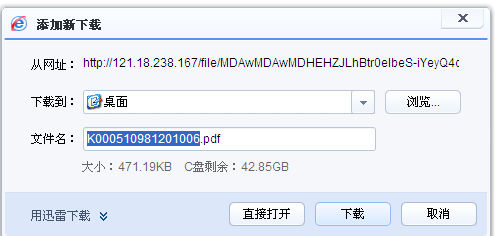 添加新下载
从网址： http://121.18.238.167/file/MDAwMDAwMDHEHZJLhBtr0eIbeS-iYeyQ4c
下载到： 桌面 浏览...
文件名： K000510981201006.pdf
大小：471.19KB C盘剩余：42.85GB
用迅雷下载 直接打开 下载 取消